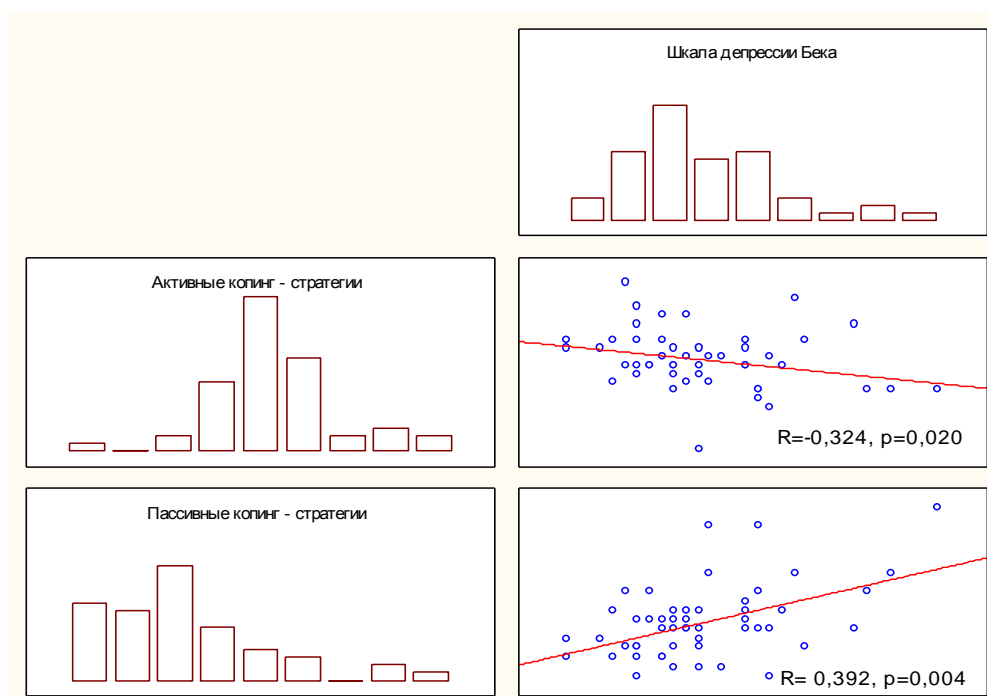 Шкала депрессии Бека
Активные копинг - стратегии
R=-0,324, p=0,020
Пассивные копинг - стратегии
R= 0,392, p=0,004